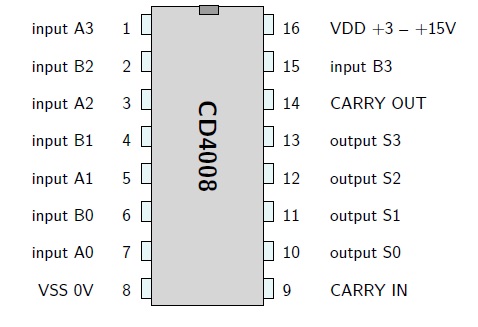 input A3 1 16 VDD +3 – +15V
input B2 2 15 input B3
input A2 3 14 CARRY OUT
input B1 4 13 output S3
input A1 5 12 output S2
input B0 6 11 output S1
input A0 7 10 output S0
VSS 0V 8 9 CARRY IN
CD4008